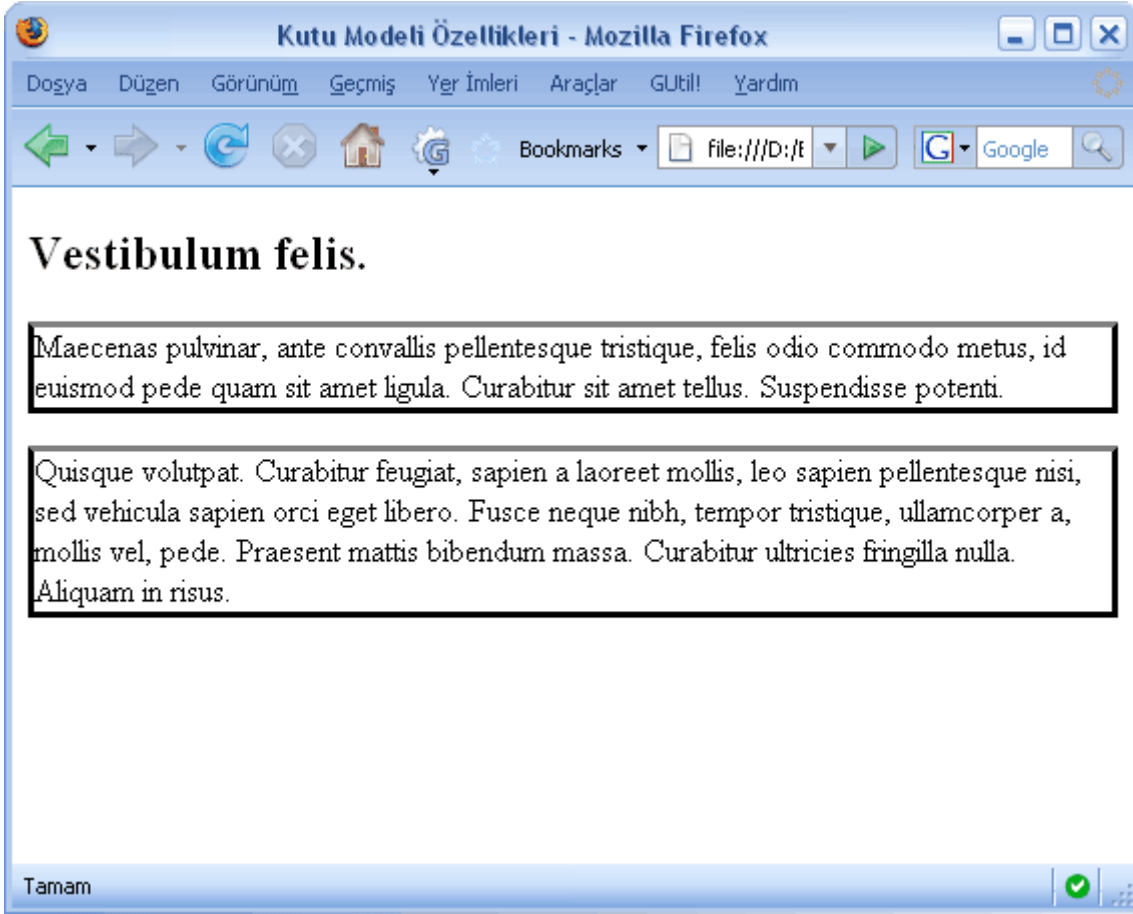 Kutu Modeli Özellikleri - Mozilla Firefox
Dosya Düzen Görünüm Geçmiş Yer İmleri Araçlar GUtil! Yardım
Bookmarks file:///D:/E G Google
Vestibulum felis.
Maecenas pulvinar, ante convallis pellentesque tristique, felis odio commodo metus, id
euismod pede quam sit amet ligula. Curabitur sit amet tellus. Suspendisse potenti.
Quisque volutpat. Curabitur feugiat, sapien a laoreet mollis, leo sapien pellentesque nisi,
sed vehicula sapien orci eget libero. Fusce neque nibh, tempor tristique, ullamcorper a,
mollis vel, pede. Praesent mattis bibendum massa. Curabitur ultricies fringilla nulla.
Aliquam in risus.
Tamam